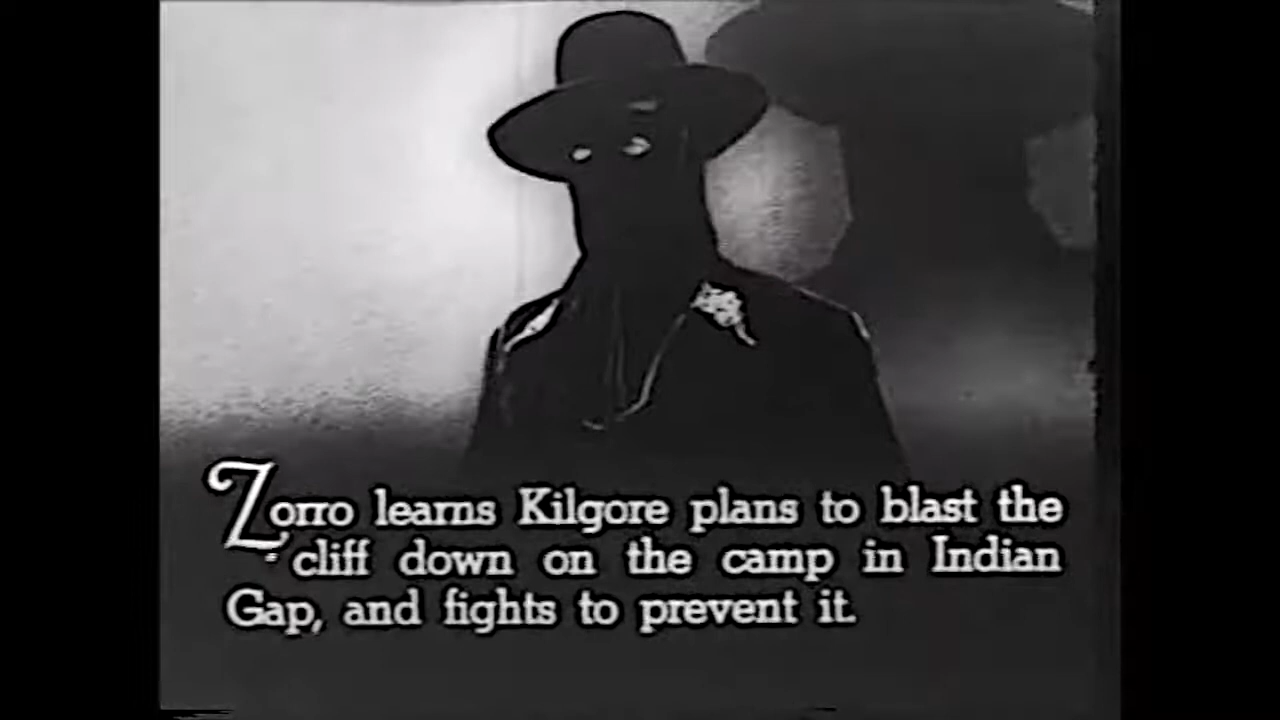 Zorro learns Kilgore plans to blast the
cliff down on the camp in Indian
Gap, and fights to prevent it.